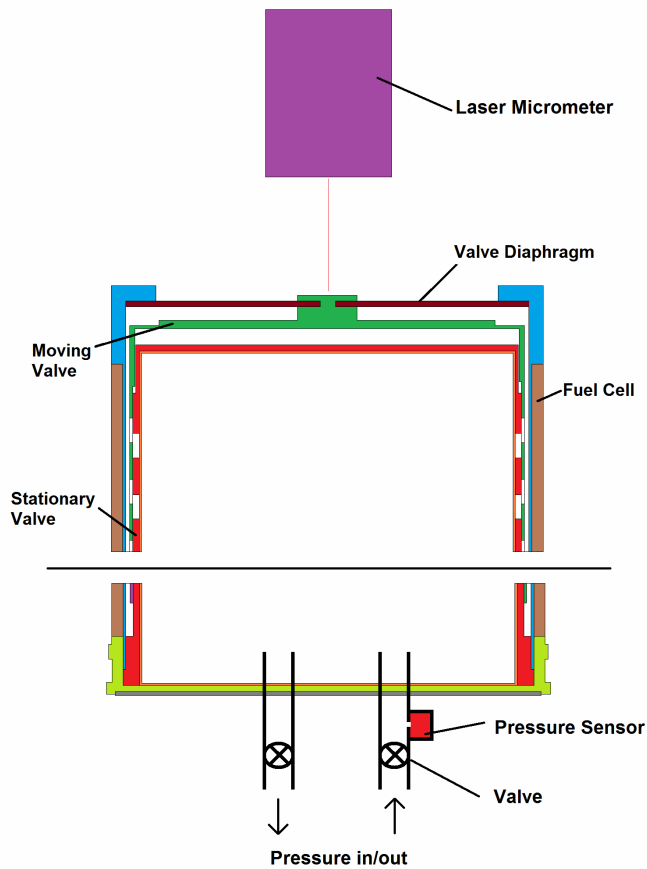 Laser Micrometer
Valve Diaphragm
Moving
Valve
Fuel Cell
Stationary
Valve
Pressure Sensor
Valve
Pressure in/out